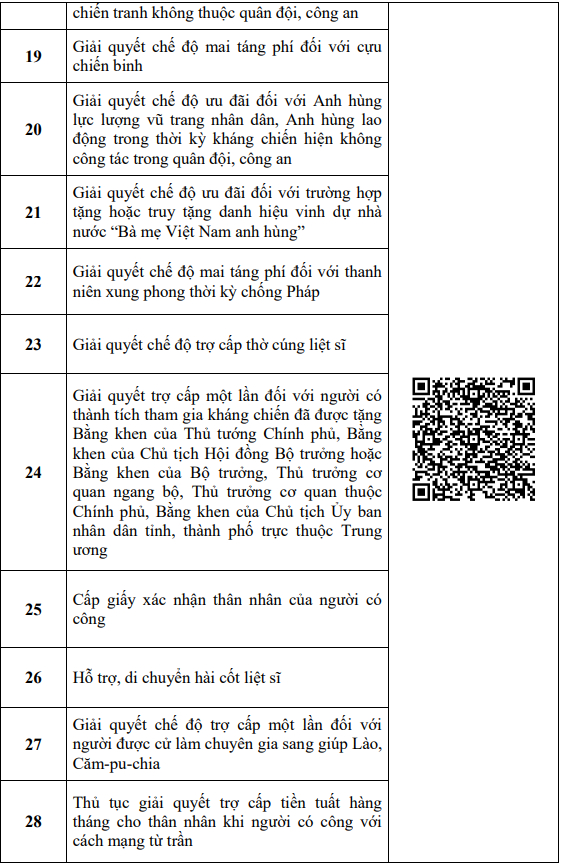 chiến tranh không thuộc quân đội, công an
19
Giải quyết chế độ mai táng phí đối với cựu
chiến binh
20
Giải quyết chế độ ưu đãi đối với Anh hùng
lực lượng vũ trang nhân dân, Anh hùng lao
động trong thời kỳ kháng chiến hiện không
công tác trong quân đội, công an
21
Giải quyết chế độ ưu đãi đối với trường hợp
tặng hoặc truy tặng danh hiệu vinh dự nhà
nước “Bà mẹ Việt Nam anh hùng”
22
Giải quyết chế độ mai táng phí đối với thanh
niên xung phong thời kỳ chống Pháp
23
Giải quyết chế độ trợ cấp thờ cúng liệt sĩ
24
Giải quyết trợ cấp một lần đối với người có
thành tích tham gia kháng chiến đã được tặng
Bằng khen của Thủ tướng Chính phủ, Bằng
khen của Chủ tịch Hội đồng Bộ trưởng hoặc
Bằng khen của Bộ trưởng, Thủ trưởng cơ
quan ngang bộ, Thủ trưởng cơ quan thuộc
Chính phủ, Bằng khen của Chủ tịch Ủy ban
nhân dân tỉnh, thành phố trực thuộc Trung
ương
25
Cấp giấy xác nhận thân nhân của người có
công
26
Hỗ trợ, di chuyển hài cốt liệt sĩ
27
Giải quyết chế độ trợ cấp một lần đối với
người được cử làm chuyên gia sang giúp Lào,
Căm-pu-chia
28
Thủ tục giải quyết trợ cấp tiền tuất hàng
tháng cho thân nhân khi người có công với
cách mạng từ trần